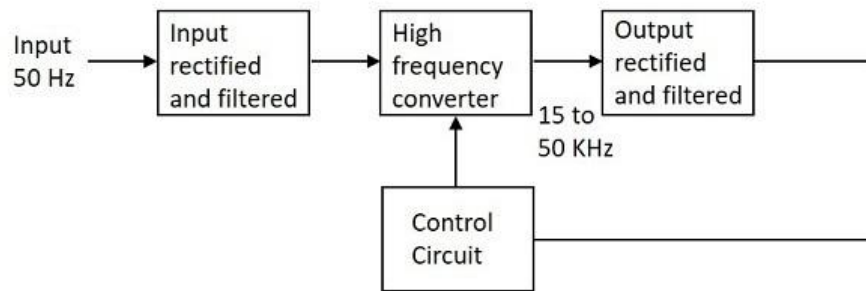 Input
50 Hz
Input
rectified
and filtered
High
frequency
converter
15 to
50 KHz
Output
rectified
and filtered
Control
Circuit